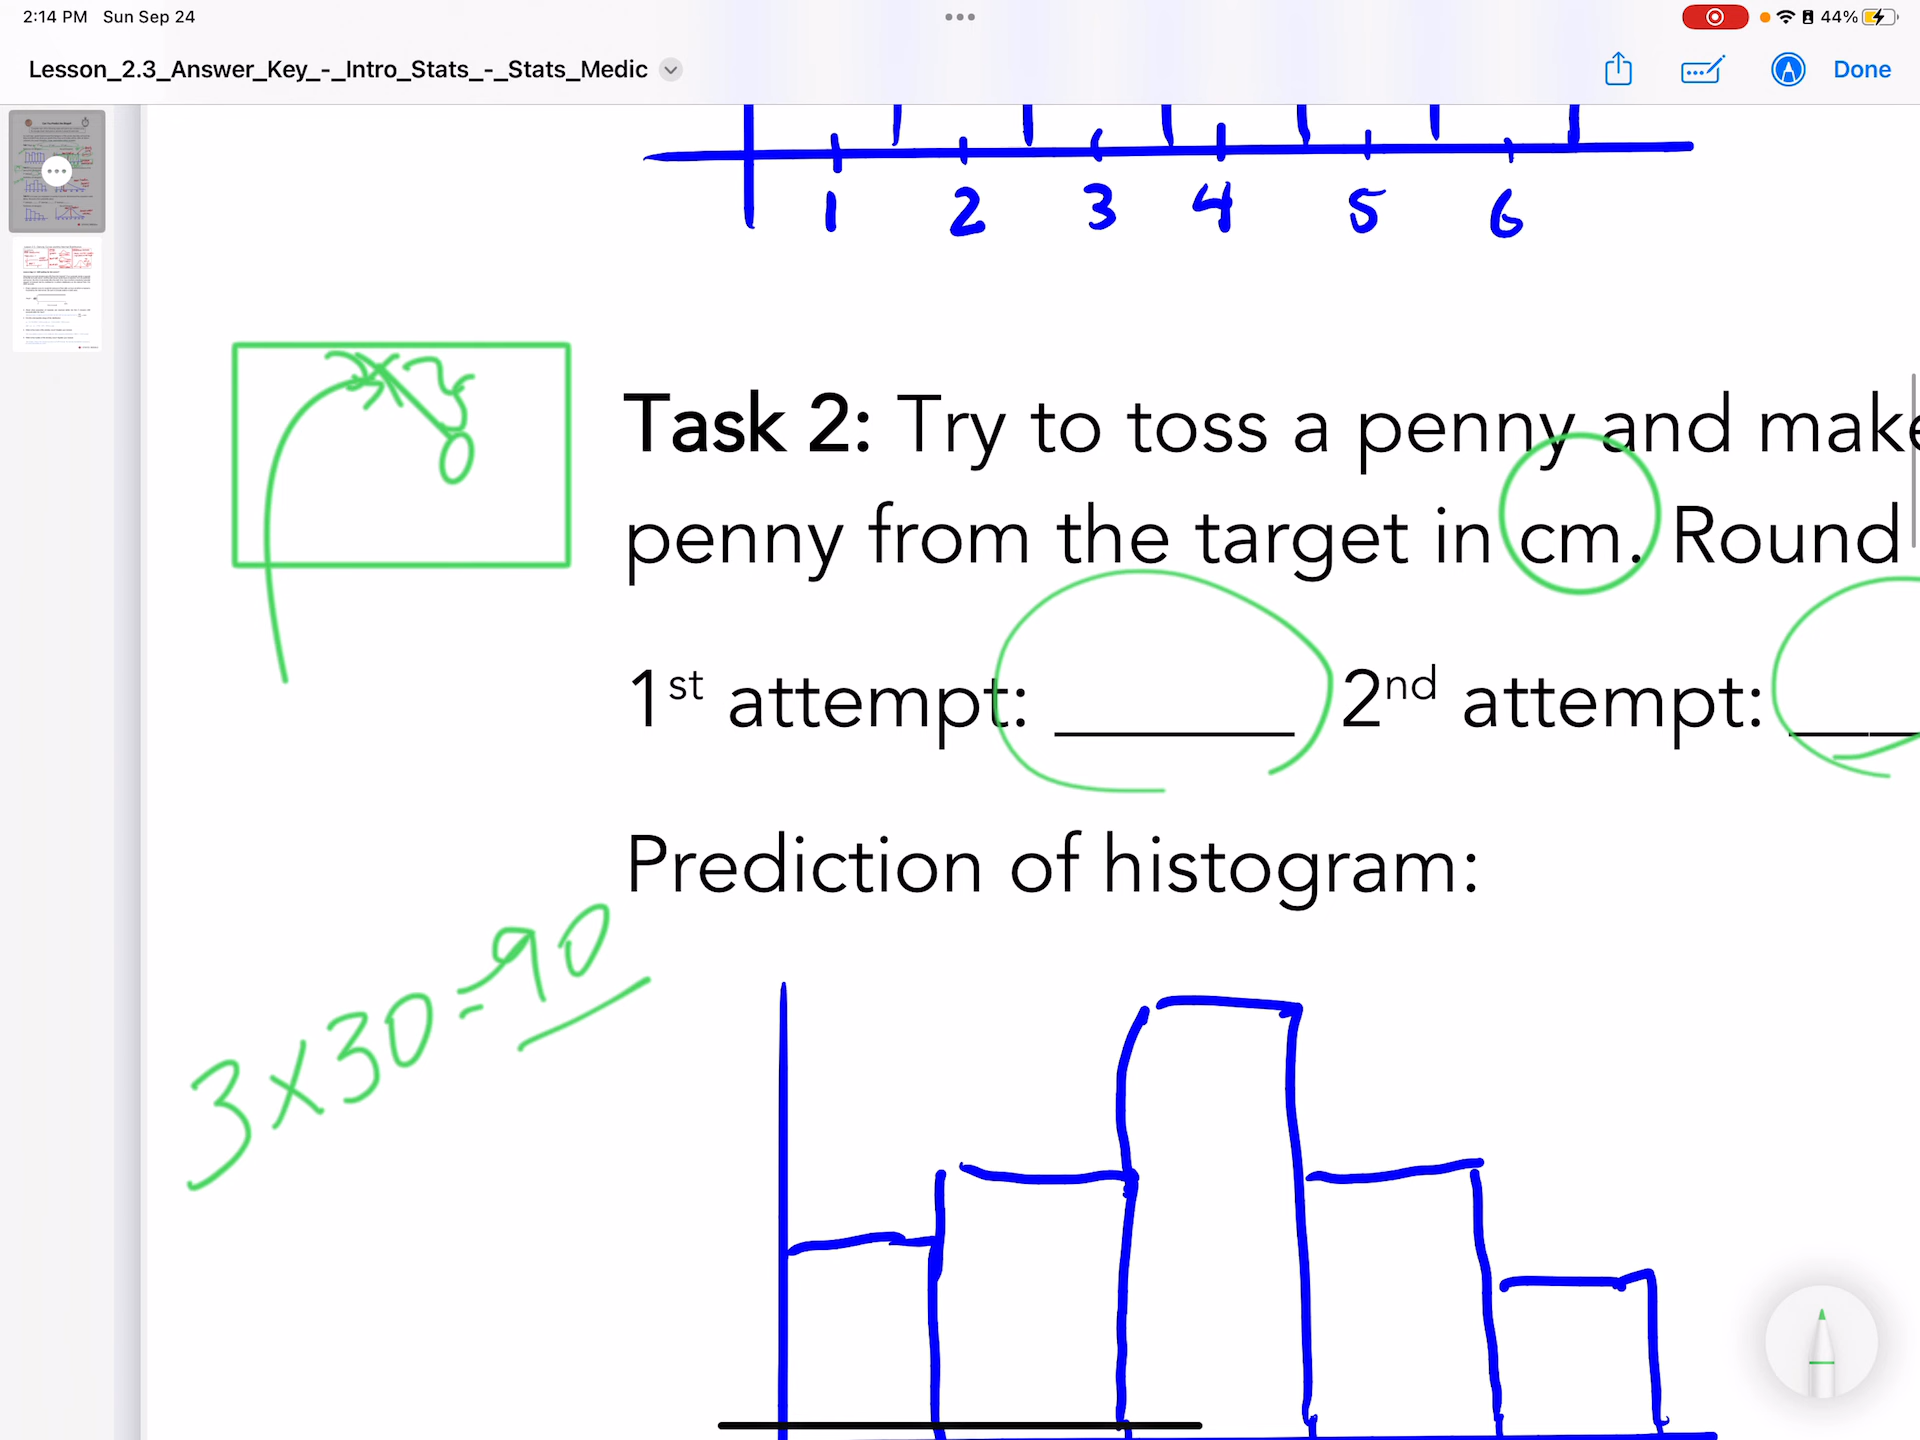 2:14 PM Sun Sep 24
44%
Lesson_2.3_Answer_Key_-_Intro_Stats_-_Stats_Medic
Done
1 2 3 4 5 6
Task 2: Try to toss a penny and make
penny from the target in cm. Round
1st attempt: ________ 2nd attempt: ____
Prediction of histogram:
3x30=90